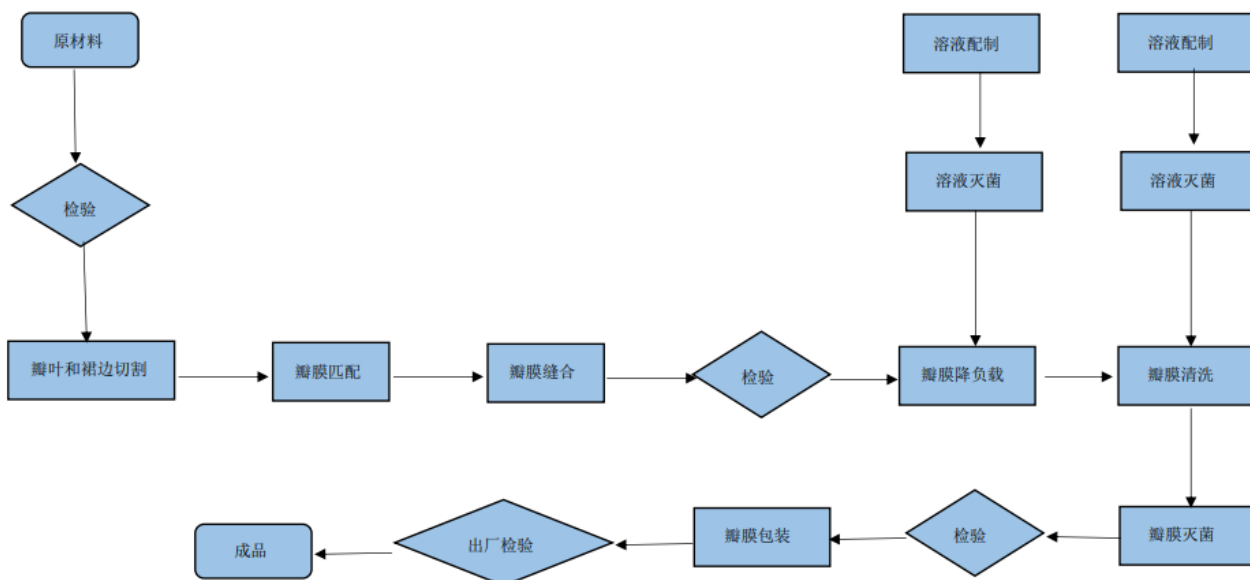 原材料
溶液配制
溶液配制
检验
溶液灭菌
溶液灭菌
瓣叶和裙边切割
瓣膜匹配
瓣膜缝合
检验
瓣膜降负载
瓣膜清洗
成品
出厂检验
瓣膜包装
检验
瓣膜灭菌